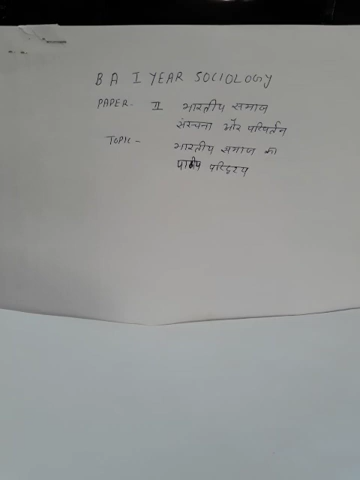 B A I YEAR SOCIOLOGY
PAPER. II भारतीय समाज
संरचना और परिवर्तन
TOPIC - भारतीय समाज का
परिदृश्य